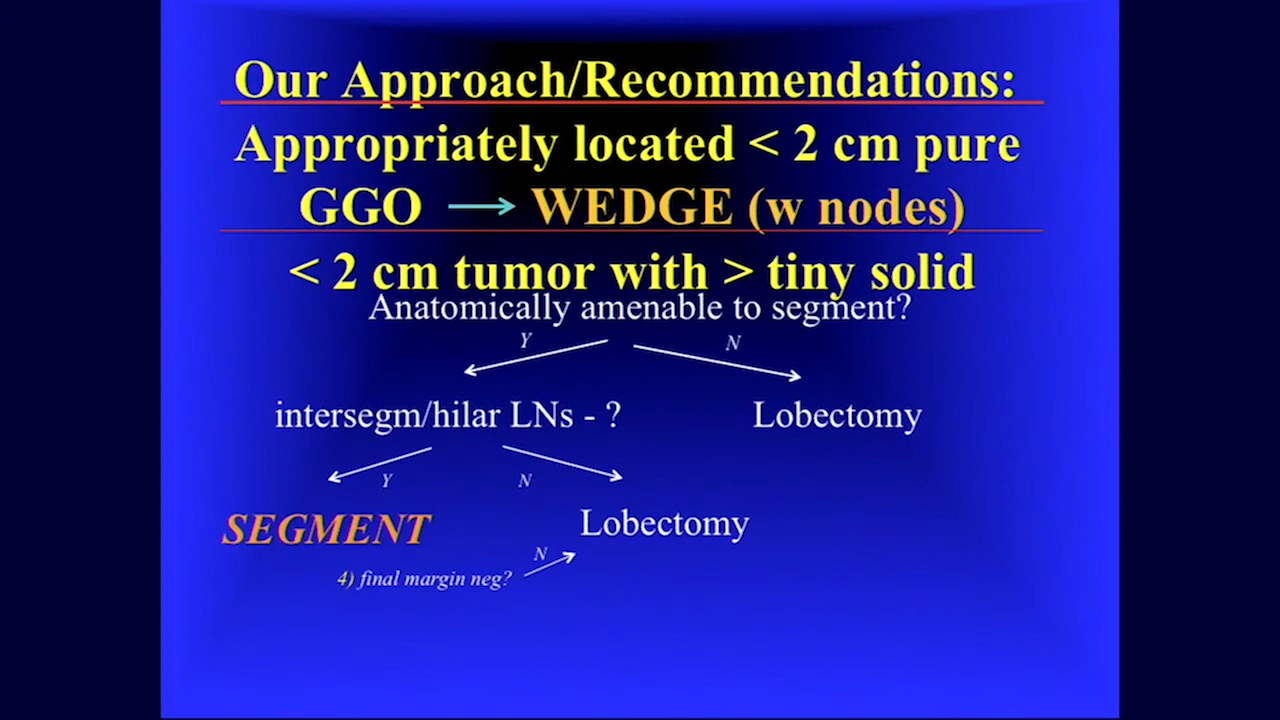 Our Approach/Recommendations:
Appropriately located < 2 cm pure
GGO → WEDGE (w nodes)
< 2 cm tumor with > tiny solid
Anatomically amenable to segment?
Y N
intersegm/hilar LNs - ? Lobectomy
Y N
SEGMENT Lobectomy
N
4) final margin neg?